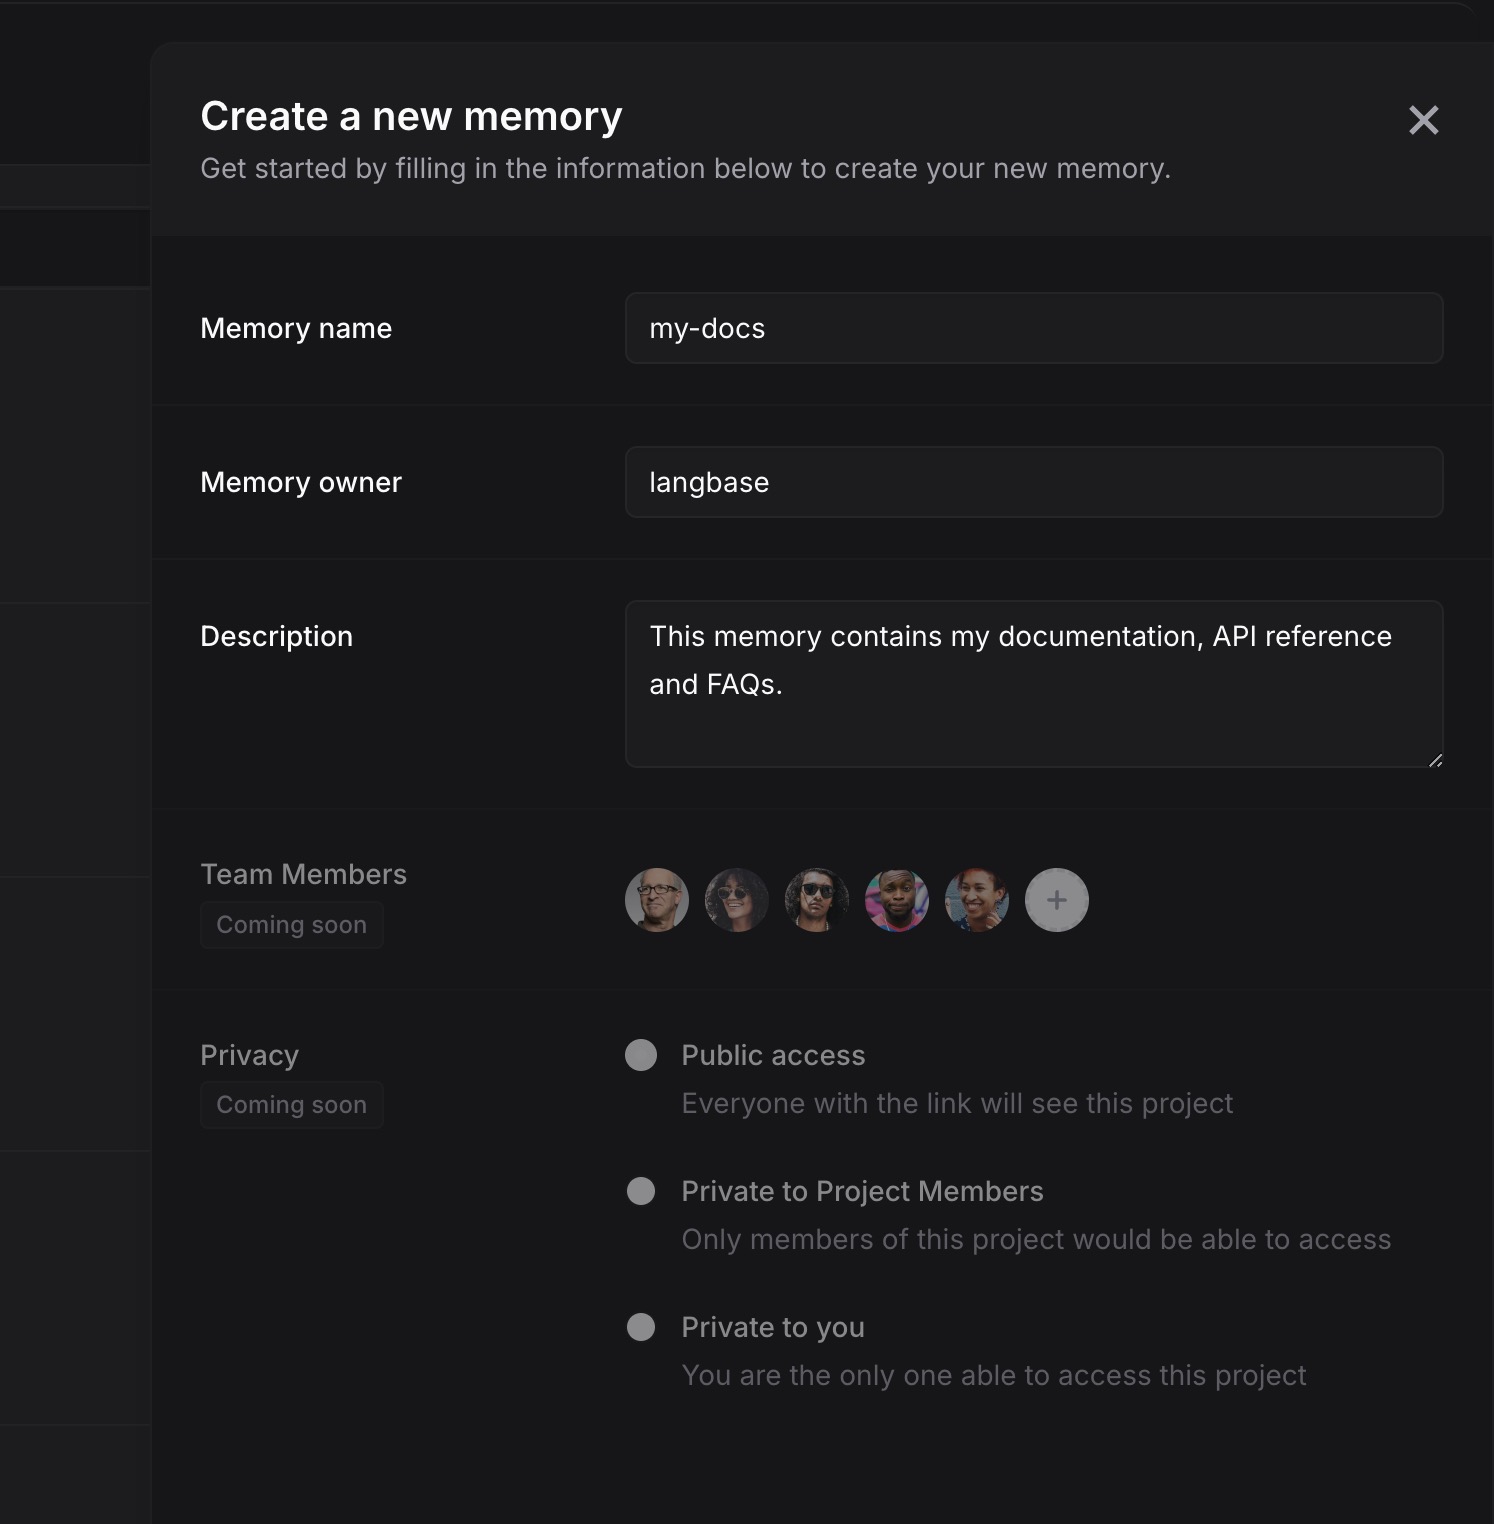 Create a new memory
Get started by filling in the information below to create your new memory.
Memory name
my-docs
Memory owner
langbase
Description
This memory contains my documentation, API reference
and FAQs.
Team Members
Coming soon
Privacy
Coming soon
Public access
Everyone with the link will see this project
Private to Project Members
Only members of this project would be able to access
Private to you
You are the only one able to access this project